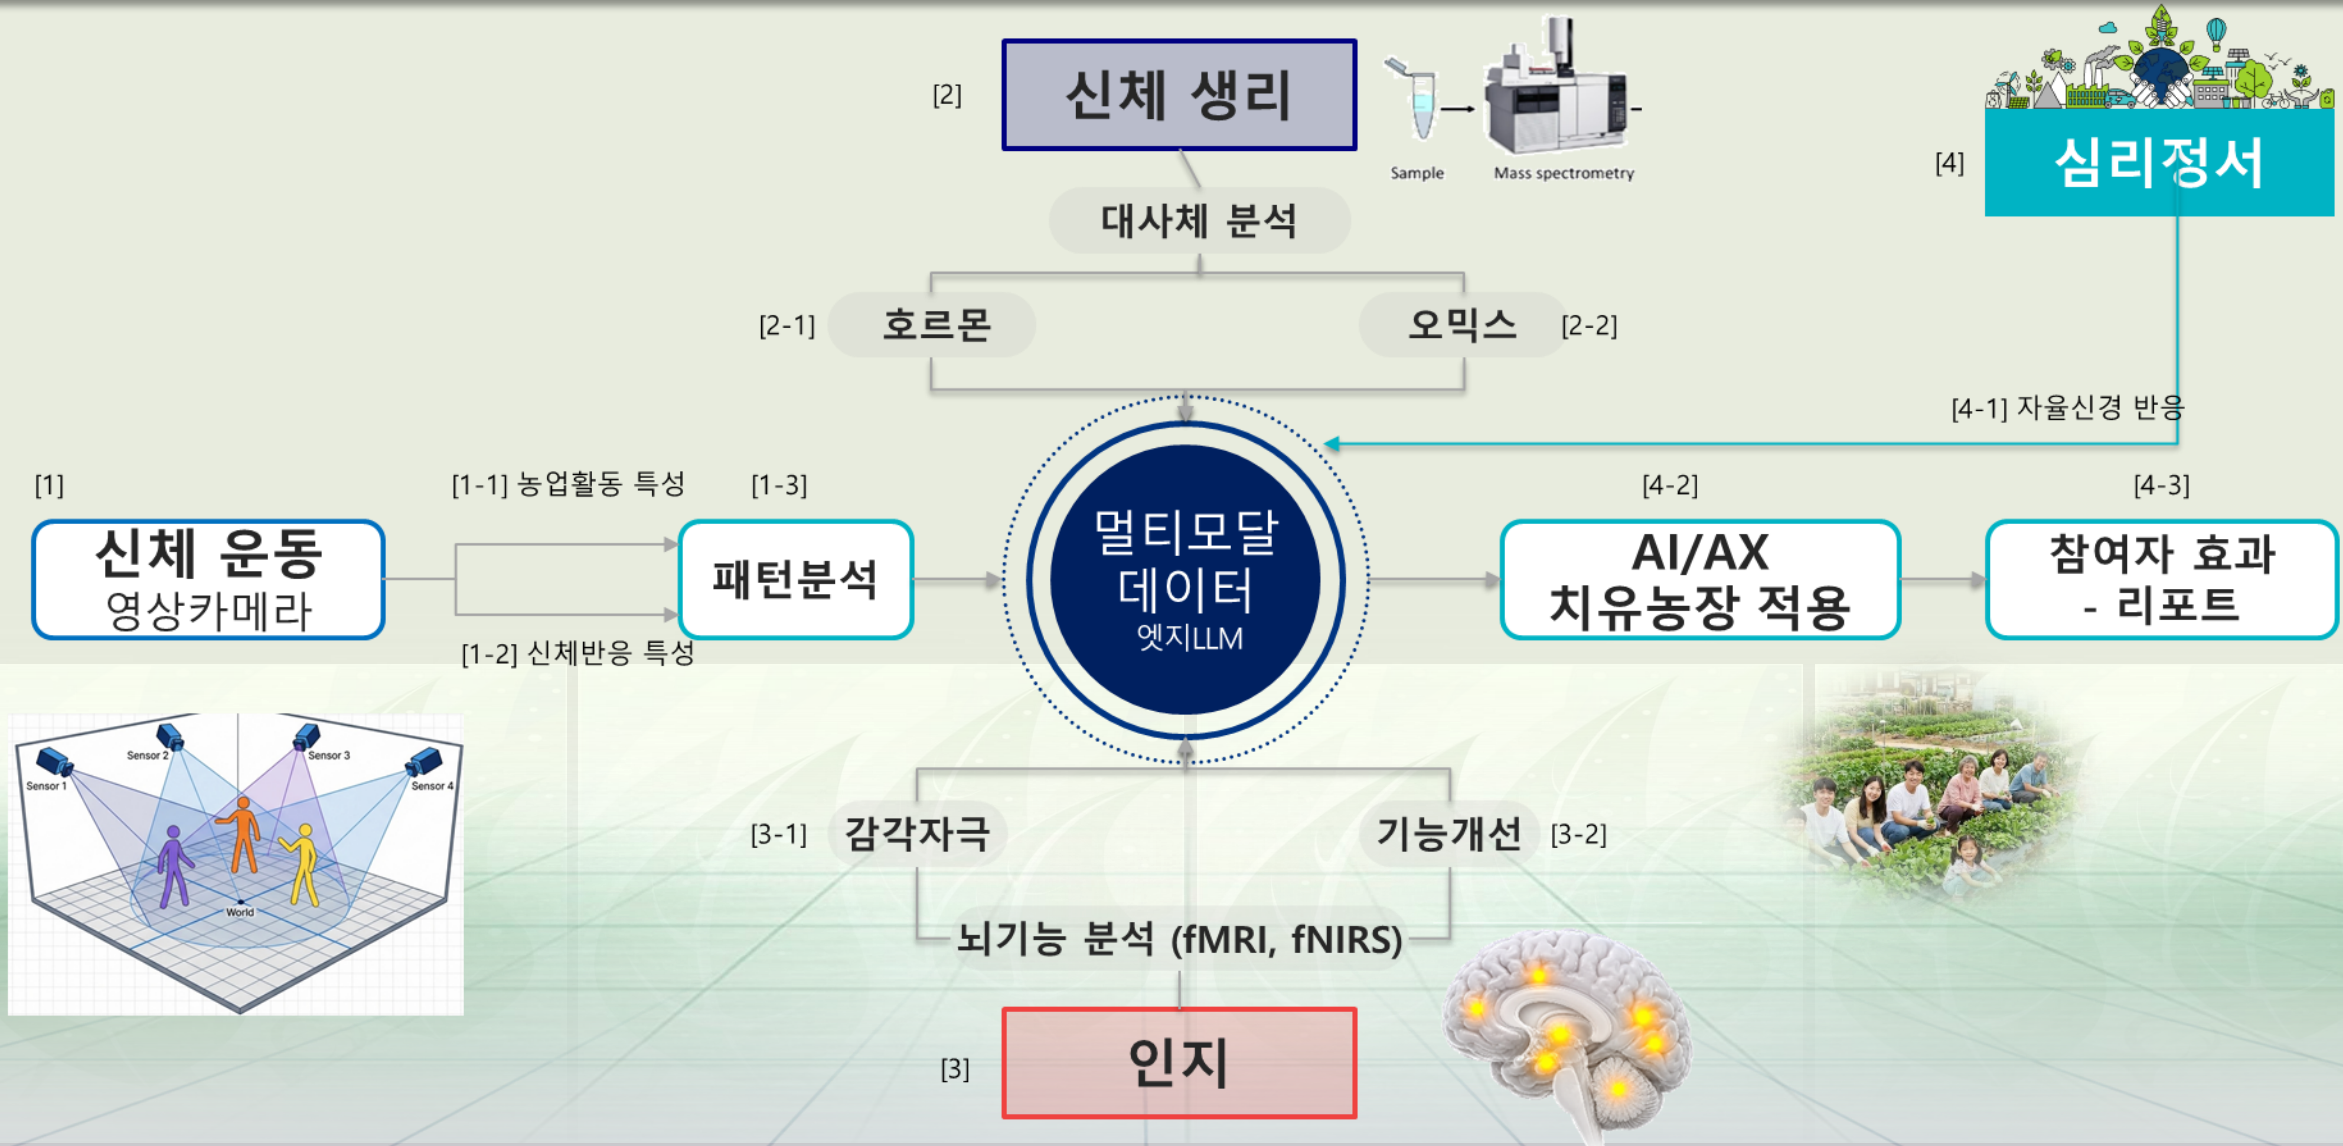 [2]
신체 생리
Sample
Mass spectrometry
[4]
심리정서
대사체 분석
[2-1]
호르몬
오믹스
[2-2]
[4-1] 자율신경 반응
[1]
[1-1] 농업활동 특성
[1-3]
[4-2]
[4-3]
신체 운동
영상카메라
패턴분석
멀티모달
데이터
엣지LLM
AI/AX
치유농장 적용
참여자 효과
- 리포트
[1-2] 신체반응 특성
Sensor 1
Sensor 2
Sensor 3
Sensor 4
World
[3-1]
감각자극
기능개선
[3-2]
뇌기능 분석 (fMRI, fNIRS)
[3]
인지